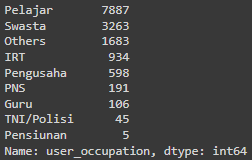 Pelajar 7887
Swasta 3263
Others 1683
IRT 934
Pengusaha 598
PNS 191
Guru 106
TNI/Polisi 45
Pensiunan 5
Name: user_occupation, dtype: int64